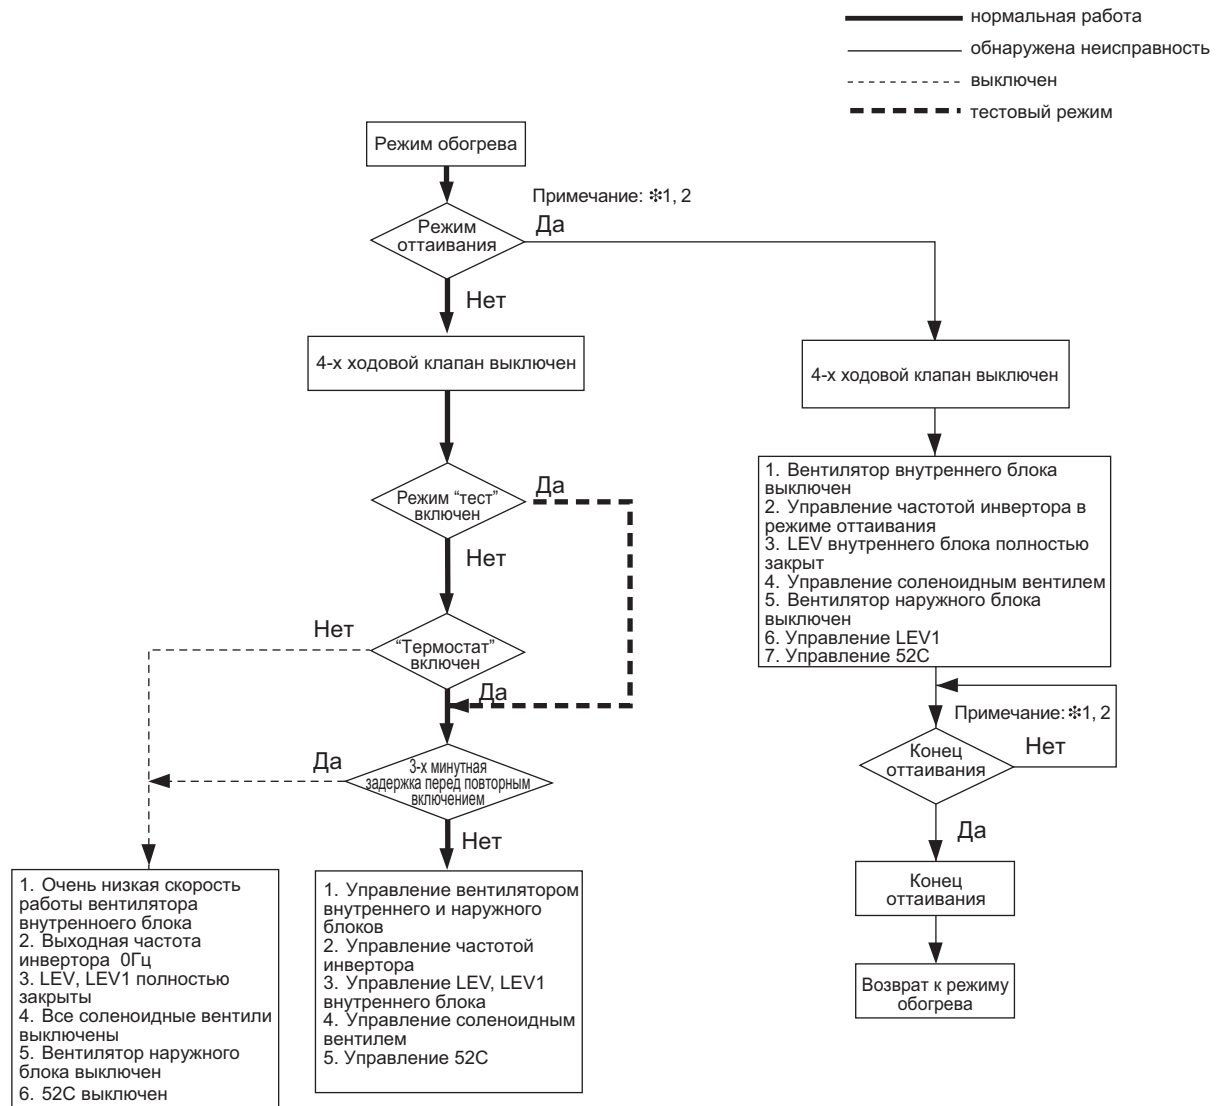 нормальная работа
обнаружена неисправность
выключен
тестовый режим
Режим обогрева
Примечание: ✻1, 2
Режим
оттаивания
Да
Нет
4-х ходовой клапан выключен
4-х ходовой клапан выключен
Режим “тест”
включен
Да
Нет
1. Вентилятор внутреннего блока
выключен
2. Управление частотой инвертора в
режиме оттаивания
3. LEV внутреннего блока полностью
закрыт
4. Управление соленоидным вентилем
5. Вентилятор наружного блока
выключен
6. Управление LEV1
7. Управление 52C
Нет
“Термостат”
включен
Да
Примечание: ✻1, 2
Конец
оттаивания
Нет
Да
Да
3-х минутная
задержка перед повторным
включением
Нет
1. Очень низкая скорость
работы вентилятора
внутренноего блока
2. Выходная частота
инвертора 0Гц
3. LEV, LEV1 полностью
закрыты
4. Все соленоидные вентили
выключены
5. Вентилятор наружного
блока выключен
6. 52C выключен
1. Управление вентилятором
внутреннего и наружного
блоков
2. Управление частотой
инвертора
3. Управление LEV, LEV1
внутреннего блока
4. Управление соленоидным
вентилем
5. Управление 52C
Конец
оттаивания
Возврат к режиму
обогрева